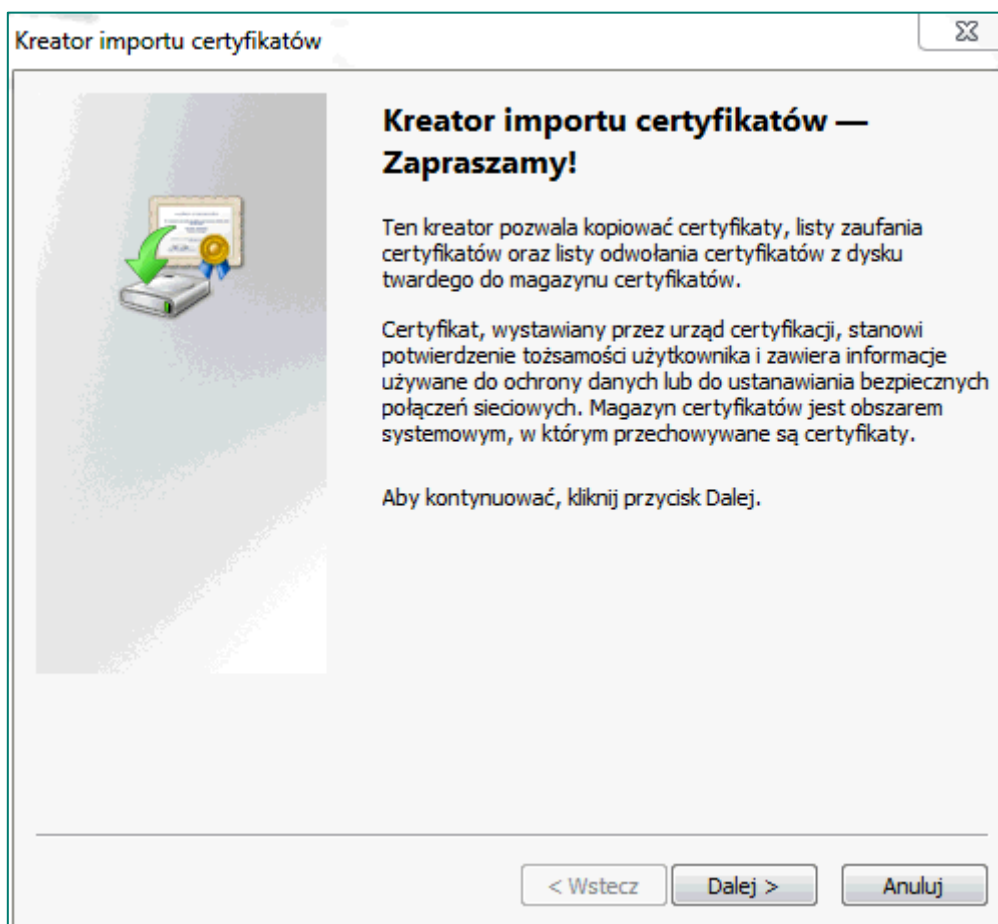 Kreator importu certyfikatów
Kreator importu certyfikatów —
Zapraszamy!
Ten kreator pozwala kopiować certyfikaty, listy zaufania
certyfikatów oraz listy odwołania certyfikatów z dysku
twardego do magazynu certyfikatów.
Certyfikat, wystawiany przez urząd certyfikacji, stanowi
potwierdzenie tożsamości użytkownika i zawiera informacje
używane do ochrony danych lub do ustanawiania bezpiecznych
połączeń sieciowych. Magazyn certyfikatów jest obszarem
systemowym, w którym przechowywane są certyfikaty.
Aby kontynuować, kliknij przycisk Dalej.
< Wstecz Dalej > Anuluj